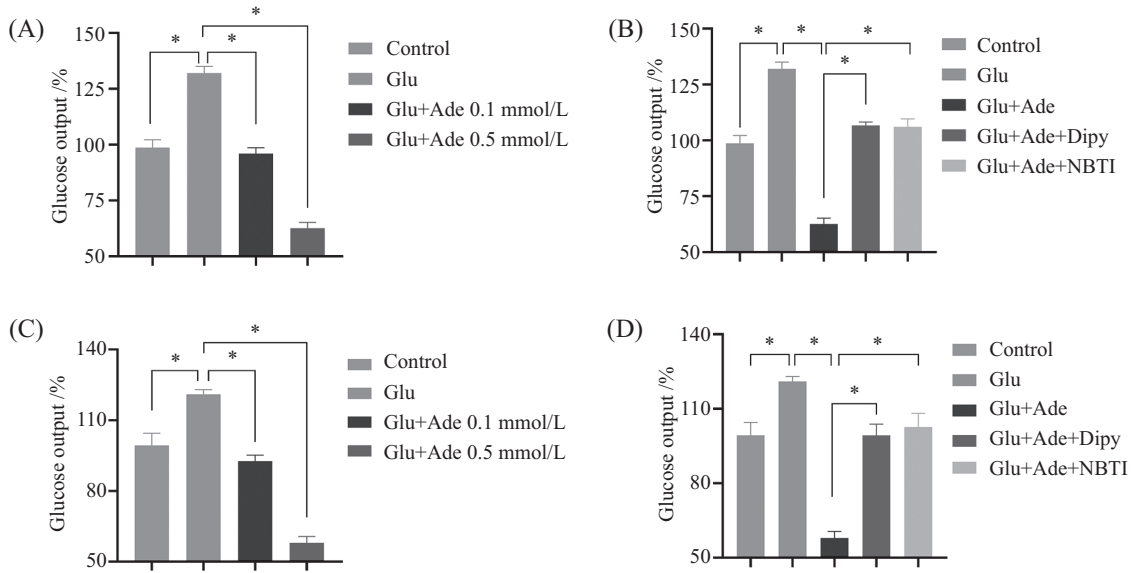 (A)
Glucose output /%
150
125
100
75
50
*
*
*
Control
Glu
Glu+Ade 0.1 mmol/L
Glu+Ade 0.5 mmol/L
(B)
Glucose output /%
150
125
100
75
50
*
*
*
*
Control
Glu
Glu+Ade
Glu+Ade+Dipy
Glu+Ade+NBTI
(C)
Glucose output /%
140
110
80
50
*
*
*
Control
Glu
Glu+Ade 0.1 mmol/L
Glu+Ade 0.5 mmol/L
(D)
Glucose output /%
140
110
80
50
*
*
*
*
Control
Glu
Glu+Ade
Glu+Ade+Dipy
Glu+Ade+NBTI